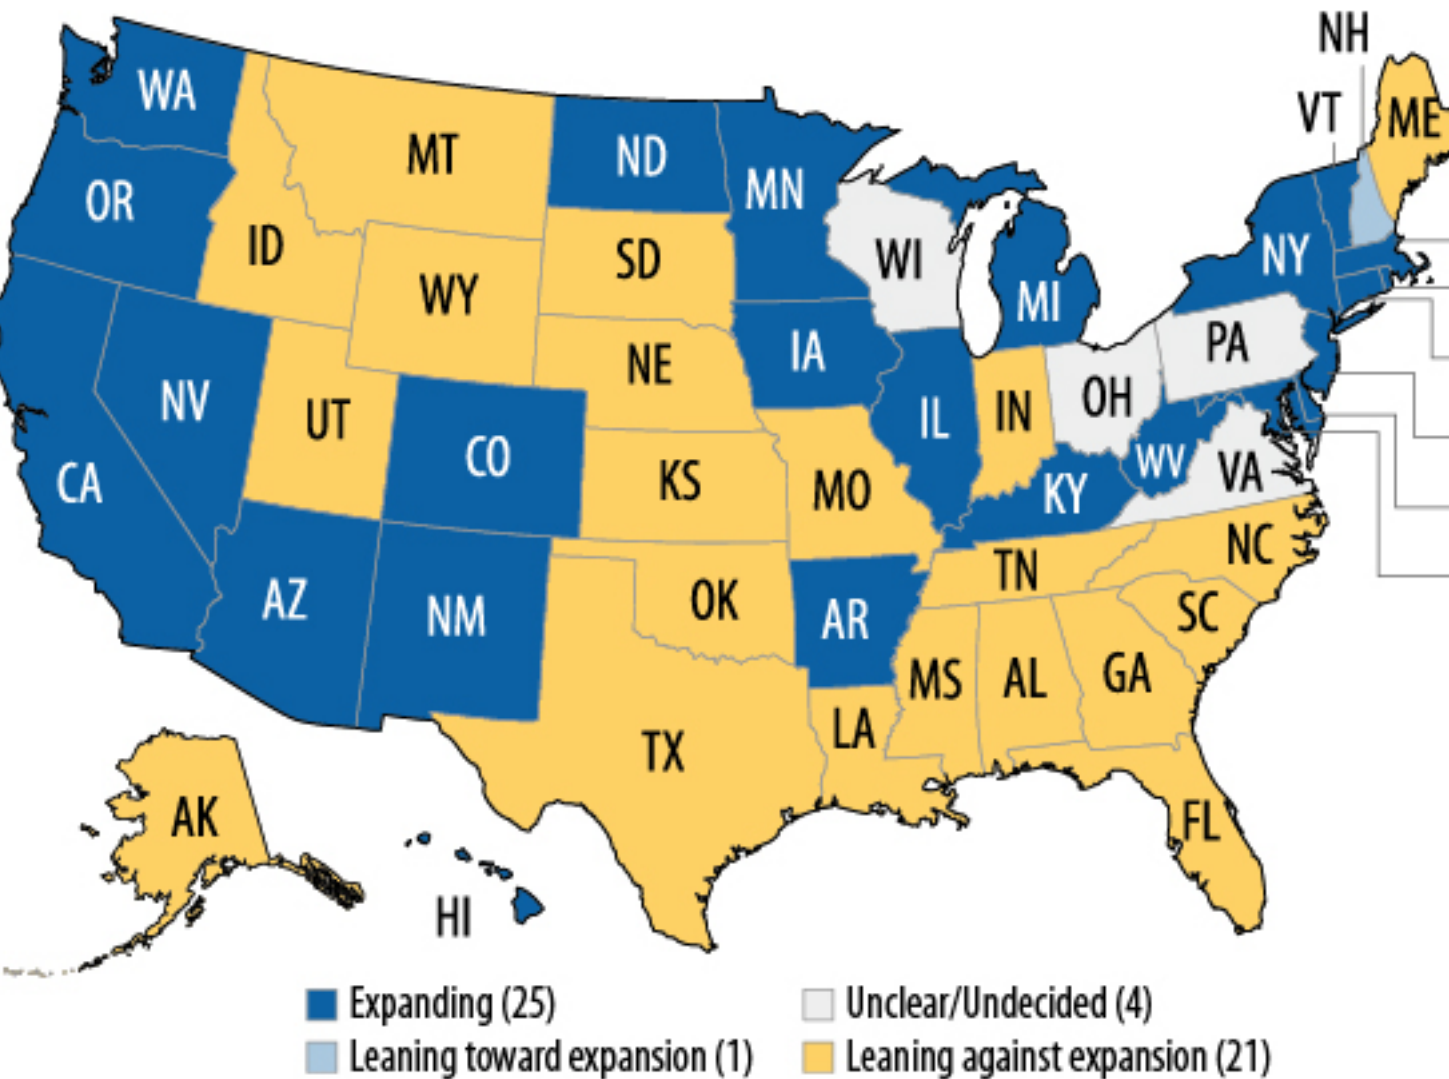 NH
WA
VT
ME
MT
ND
OR
MN
ID
SD
WI
NY
WY
MI
IA
NE
PA
NV
UT
IL
IN
OH
CO
CA
KS
MO
KY
WV
VA
NC
TN
AZ
NM
OK
AR
SC
MS
AL
GA
LA
TX
AK
FL
HI
Expanding (25)
Unclear/Undecided (4)
Leaning toward expansion (1)
Leaning against expansion (21)